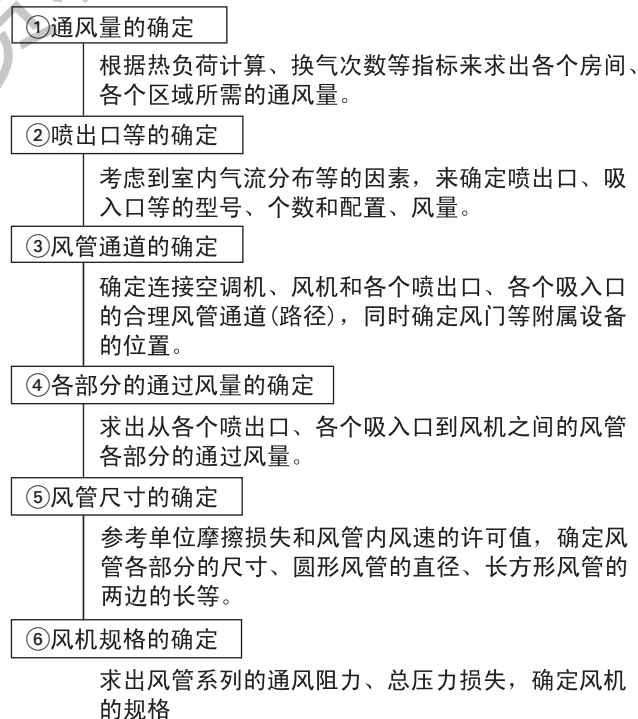 ①通风量的确定
根据热负荷计算、换气次数等指标来求出各个房间、
各个区域所需的通风量。
②喷出口等的确定
考虑到室内气流分布等的因素，来确定喷出口、吸
入口等的型号、个数和配置、风量。
③风管通道的确定
确定连接空调机、风机和各个喷出口、各个吸入口
的合理风管通道(路径)，同时确定风门等附属设备
的位置。
④各部分的通过风量的确定
求出从各个喷出口、各个吸入口到风机之间的风管
各部分的通过风量。
⑤风管尺寸的确定
参考单位摩擦损失和风管内风速的许可值，确定风
管各部分的尺寸、圆形风管的直径、长方形风管的
两边的长等。
⑥风机规格的确定
求出风管系列的通风阻力、总压力损失，确定风机
的规格